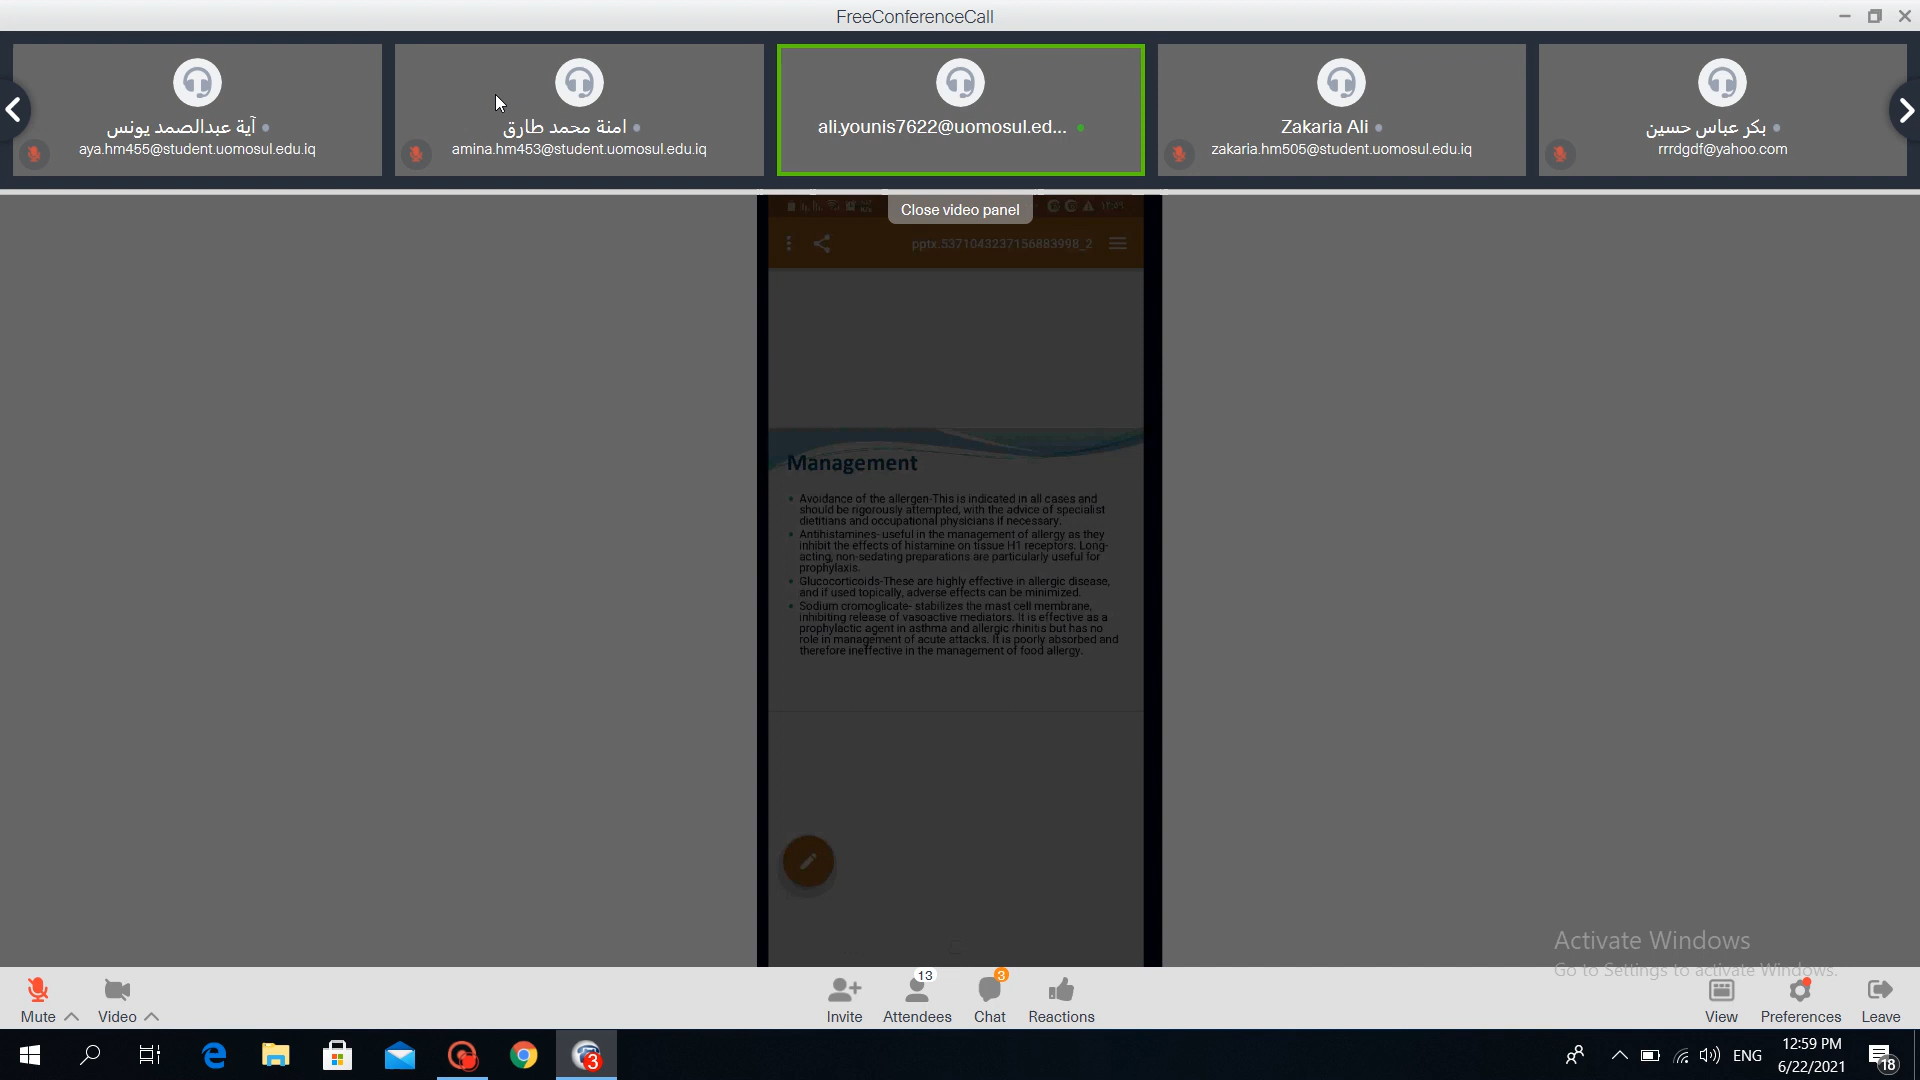 FreeConferenceCall
آية عبدالصمد يونس
aya.hm455@student.uomosul.edu.iq
امنة محمد طارق
amina.hm453@student.uomosul.edu.iq
ali.younis7622@uomosul.ed...
Zakaria Ali
zakaria.hm505@student.uomosul.edu.iq
بكر عباس حسين
rrrdgdf@yahoo.com
Close video panel
pptx.5371043237156883998_2
Management
• Avoidance of the allergen-This is indicated in all cases and
should be rigorously attempted, with the advice of specialist
dietitians and occupational physicians if necessary.
• Antihistamines- useful in the management of allergy as they
inhibit the effects of histamine on tissue H1 receptors. Long-
acting, non-sedating preparations are particularly useful for
prophylaxis.
• Glucocorticoids-These are highly effective in allergic disease,
and if used topically, adverse effects can be minimized.
• Sodium cromoglicate- stabilizes the mast cell membrane,
inhibiting release of vasoactive mediators. It is effective as a
prophylactic agent in asthma and allergic rhinitis but has no
role in management of acute attacks. It is poorly absorbed and
therefore ineffective in the management of food allergy.
Activate Windows
Go to Settings to activate Windows.
Mute
Video
Invite
13
Attendees
3
Chat
Reactions
View
Preferences
Leave
3
ENG
12:59 PM
6/22/2021
18